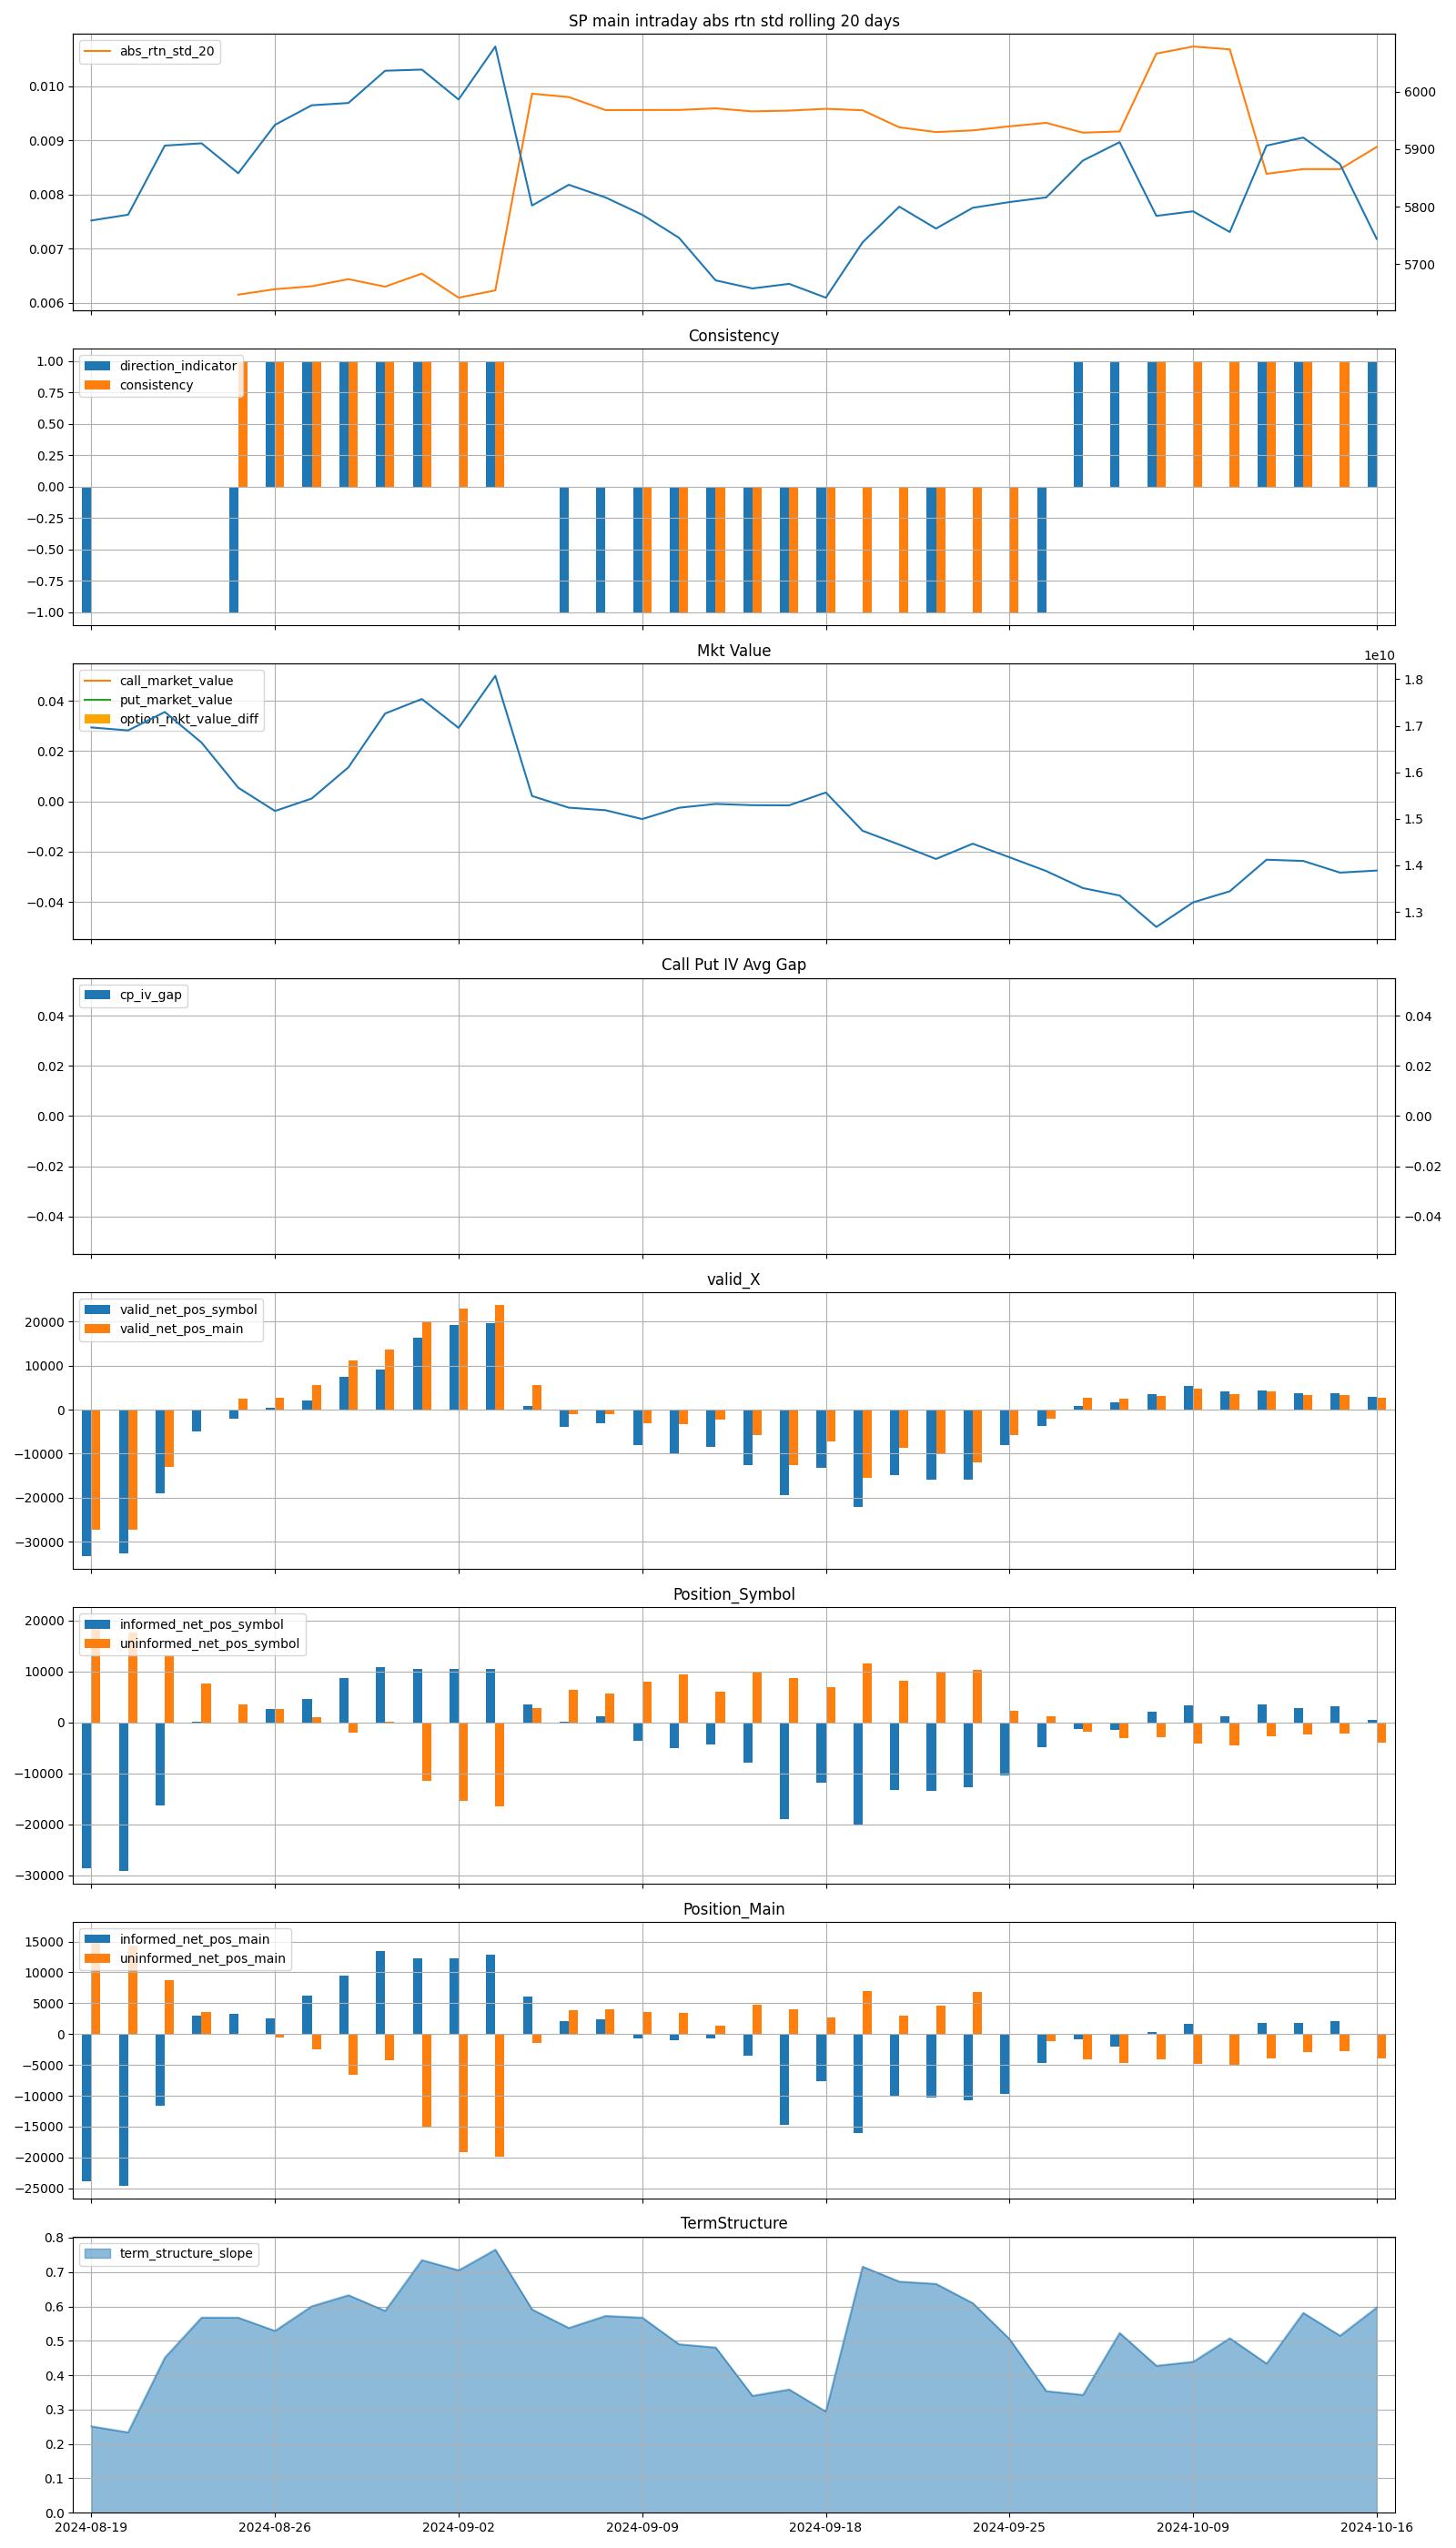 SP main intraday abs rtn std rolling 20 days
abs_rtn_std_20
0.010
0.009
0.008
0.007
0.006
6000
5900
5800
5700
Consistency
direction_indicator
consistency
1.00
0.75
0.50
0.25
0.00
−0.25
−0.50
−0.75
−1.00
Mkt Value
1e10
call_market_value
put_market_value
option_mkt_value_diff
0.04
0.02
0.00
−0.02
−0.04
1.8
1.7
1.6
1.5
1.4
1.3
Call Put IV Avg Gap
cp_iv_gap
0.04
0.02
0.00
−0.02
−0.04
0.04
0.02
0.00
−0.02
−0.04
valid_X
valid_net_pos_symbol
valid_net_pos_main
20000
10000
0
−10000
−20000
−30000
Position_Symbol
informed_net_pos_symbol
uninformed_net_pos_symbol
20000
10000
0
−10000
−20000
−30000
Position_Main
informed_net_pos_main
uninformed_net_pos_main
15000
10000
5000
0
−5000
−10000
−15000
−20000
−25000
TermStructure
term_structure_slope
0.8
0.7
0.6
0.5
0.4
0.3
0.2
0.1
0.0
2024-08-19 2024-08-26 2024-09-02 2024-09-09 2024-09-18 2024-09-25 2024-10-09 2024-10-16